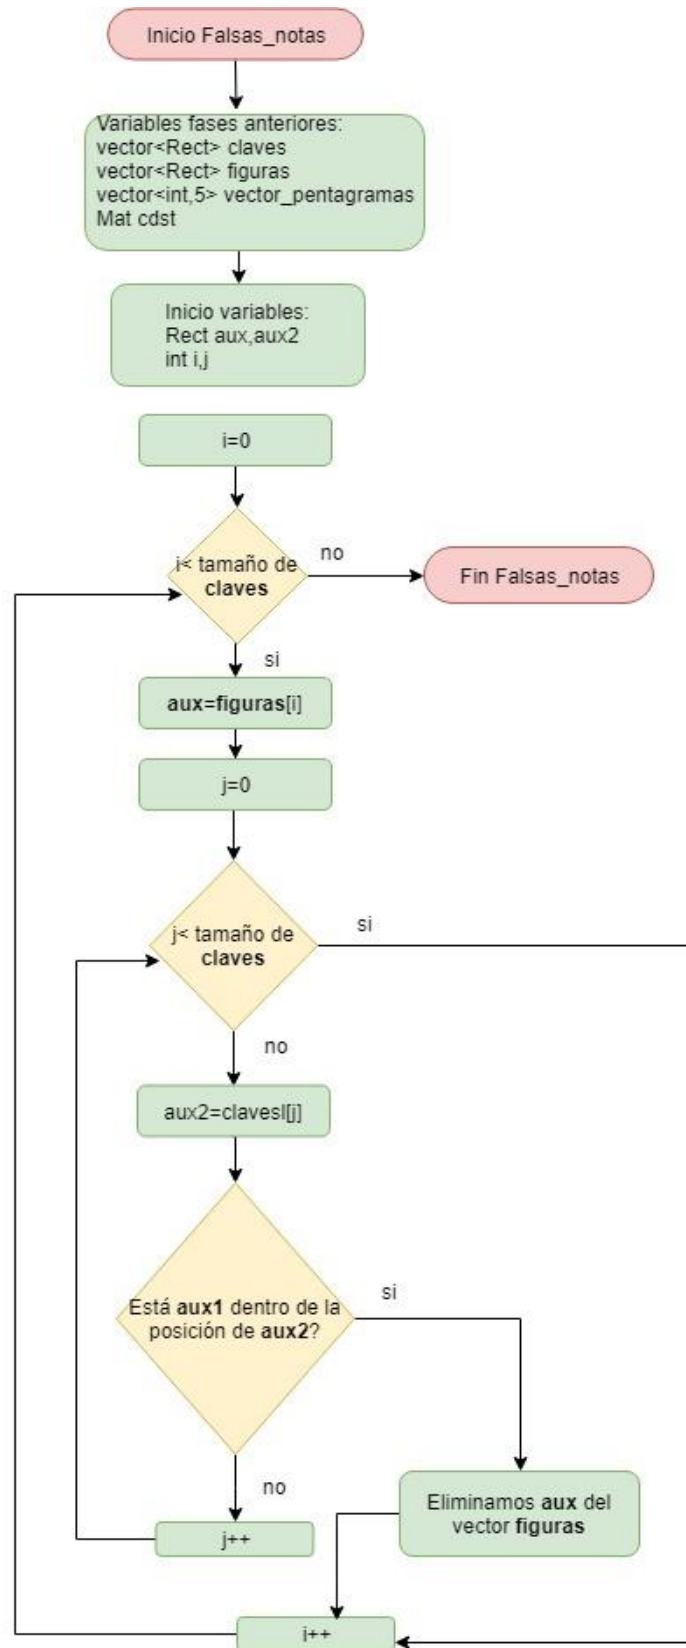 Inicio Falsas_notas
Variables fases anteriores:
vector<Rect> claves
vector<Rect> figuras
vector<int,5> vector_pentagramas
Mat cdst
Inicio variables:
Rect aux,aux2
int i,j
i=0
i< tamaño de
claves
no
Fin Falsas_notas
si
aux=figuras[i]
j=0
j< tamaño de
claves
si
no
aux2=clavesl[j]
Está aux1 dentro de la
posición de aux2?
si
no
Eliminamos aux del
vector figuras
j++
i++